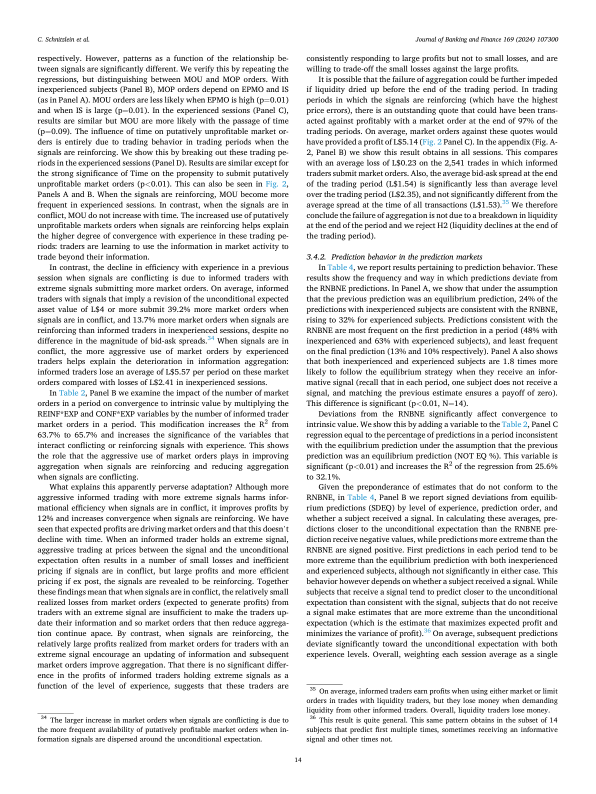 C. Schnitzlein et al.
Journal of Banking and Finance 169 (2024) 107300
respectively. However, patterns as a function of the relationship be-
tween signals are significantly different. We verify this by repeating the
regressions, but distinguishing between MOU and MOP orders. With
inexperienced subjects (Panel B), MOP orders depend on EPMO and IS
(as in Panel A). MOU orders are less likely when EPMO is high (p=0.01)
and when IS is large (p=0.01). In the experienced sessions (Panel C),
results are similar but MOU are more likely with the passage of time
(p=0.09). The influence of time on putatively unprofitable market or-
ders is entirely due to trading behavior in trading periods when the
signals are reinforcing. We show this by breaking out these trading pe-
riods in the experienced sessions (Panel D). Results are similar except for
the strong significance of Time on the propensity to submit putatively
unprofitable market orders (p<0.01). This can also be seen in Fig. 2,
Panels A and B. When the signals are reinforcing, MOU become more
frequent in experienced sessions. In contrast, when the signals are in
conflict, MOU do not increase with time. The increased use of putatively
unprofitable markets orders when signals are reinforcing helps explain
the higher degree of convergence with experience in these trading pe-
riods: traders are learning to use the information in market activity to
trade beyond their information.
In contrast, the decline in efficiency with experience in a previous
session when signals are conflicting is due to informed traders with
extreme signals submitting more market orders. On average, informed
traders with signals that imply a revision of the unconditional expected
asset value of L$4 or more submit 39.2% more market orders when
signals are in conflict, and 13.7% more market orders when signals are
reinforcing than informed traders in inexperienced sessions, despite no
difference in the magnitude of bid-ask spreads.34 When signals are in
conflict, the more aggressive use of market orders by experienced
traders helps explain the deterioration in information aggregation:
informed traders lose an average of L$5.57 per period on these market
orders compared with losses of L$2.41 in inexperienced sessions.
In Table 2, Panel B we examine the impact of the number of market
orders in a period on convergence to intrinsic value by multiplying the
REINF*EXP and CONF*EXP variables by the number of informed trader
market orders in a period. This modification increases the R2 from
63.7% to 65.7% and increases the significance of the variables that
interact conflicting or reinforcing signals with experience. This shows
the role that the aggressive use of market orders plays in improving
aggregation when signals are reinforcing and reducing aggregation
when signals are conflicting.
What explains this apparently perverse adaptation? Although more
aggressive informed trading with more extreme signals harms infor-
mational efficiency when signals are in conflict, it improves profits by
12% and increases convergence when signals are reinforcing. We have
seen that expected profits are driving market orders and that this doesn't
decline with time. When an informed trader holds an extreme signal,
aggressive trading at prices between the signal and the unconditional
expectation often results in a number of small losses and inefficient
pricing if signals are in conflict, but large profits and more efficient
pricing if ex post, the signals are revealed to be reinforcing. Together
these findings mean that when signals are in conflict, the relatively small
realized losses from market orders (expected to generate profits) from
traders with an extreme signal are insufficient to make the traders up-
date their information and so market orders that then reduce aggrega-
tion continue apace. By contrast, when signals are reinforcing, the
relatively large profits realized from market orders for traders with an
extreme signal encourage an updating of information and subsequent
market orders improve aggregation. That there is no significant differ-
ence in the profits of informed traders holding extreme signals as a
function of the level of experience, suggests that these traders are
34 The larger increase in market orders when signals are conflicting is due to
the more frequent availability of putatively profitable market orders when in-
formation signals are dispersed around the unconditional expectation.
consistently responding to large profits but not to small losses, and are
willing to trade-off the small losses against the large profits.
It is possible that the failure of aggregation could be further impeded
if liquidity dried up before the end of the trading period. In trading
periods in which the signals are reinforcing (which have the highest
price errors), there is an outstanding quote that could have been trans-
acted against profitably with a market order at the end of 97% of the
trading periods. On average, market orders against these quotes would
have provided a profit of L$5.14 (Fig. 2 Panel C). In the appendix (Fig. A-
2, Panel B) we show this result obtains in all sessions. This compares
with an average loss of L$0.23 on the 2,541 trades in which informed
traders submit market orders. Also, the average bid-ask spread at the end
of the trading period (L$1.54) is significantly less than average level
over the trading period (L$2.35), and not significantly different from the
average spread at the time of all transactions (L$1.53).35 We therefore
conclude the failure of aggregation is not due to a breakdown in liquidity
at the end of the period and we reject H2 (liquidity declines at the end of
the trading period).
3.4.2. Prediction behavior in the prediction markets
In Table 4, we report results pertaining to prediction behavior. These
results show the frequency and way in which predictions deviate from
the RNBNE predictions. In Panel A, we show that under the assumption
that the previous prediction was an equilibrium prediction, 24% of the
predictions with inexperienced subjects are consistent with the RNBNE,
rising to 32% for experienced subjects. Predictions consistent with the
RNBNE are most frequent on the first prediction in a period (48% with
inexperienced and 63% with experienced subjects), and least frequent
on the final prediction (13% and 10% respectively). Panel A also shows
that both inexperienced and experienced subjects are 1.8 times more
likely to follow the equilibrium strategy when they receive an infor-
mative signal (recall that in each period, one subject does not receive a
signal, and matching the previous estimate ensures a payoff of zero).
This difference is significant (p<0.01, N=14).
Deviations from the RNBNE significantly affect convergence to
intrinsic value. We show this by adding a variable to the Table 2, Panel C
regression equal to the percentage of predictions in a period inconsistent
with the equilibrium prediction under the assumption that the previous
prediction was an equilibrium prediction (NOT EQ %). This variable is
significant (p<0.01) and increases the R2 of the regression from 25.6%
to 32.1%.
Given the preponderance of estimates that do not conform to the
RNBNE, in Table 4, Panel B we report signed deviations from equilib-
rium predictions (SDEQ) by level of experience, prediction order, and
whether a subject received a signal. In calculating these averages, pre-
dictions closer to the unconditional expectation than the RNBNE pre-
diction receive negative values, while predictions more extreme than the
RNBNE are signed positive. First predictions in each period tend to be
more extreme than the equilibrium prediction with both inexperienced
and experienced subjects, although not significantly in either case. This
behavior however depends on whether a subject received a signal. While
subjects that receive a signal tend to predict closer to the unconditional
expectation than consistent with the signal, subjects that do not receive
a signal make estimates that are more extreme than the unconditional
expectation (which is the estimate that maximizes expected profit and
minimizes the variance of profit).36 On average, subsequent predictions
deviate significantly toward the unconditional expectation with both
experience levels. Overall, weighting each session average as a single
35 On average, informed traders earn profits when using either market or limit
orders in trades with liquidity traders, but they lose money when demanding
liquidity from other informed traders. Overall, liquidity traders lose money.
36 This result is quite general. This same pattern obtains in the subset of 14
subjects that predict first multiple times, sometimes receiving an informative
signal and other times not.
14